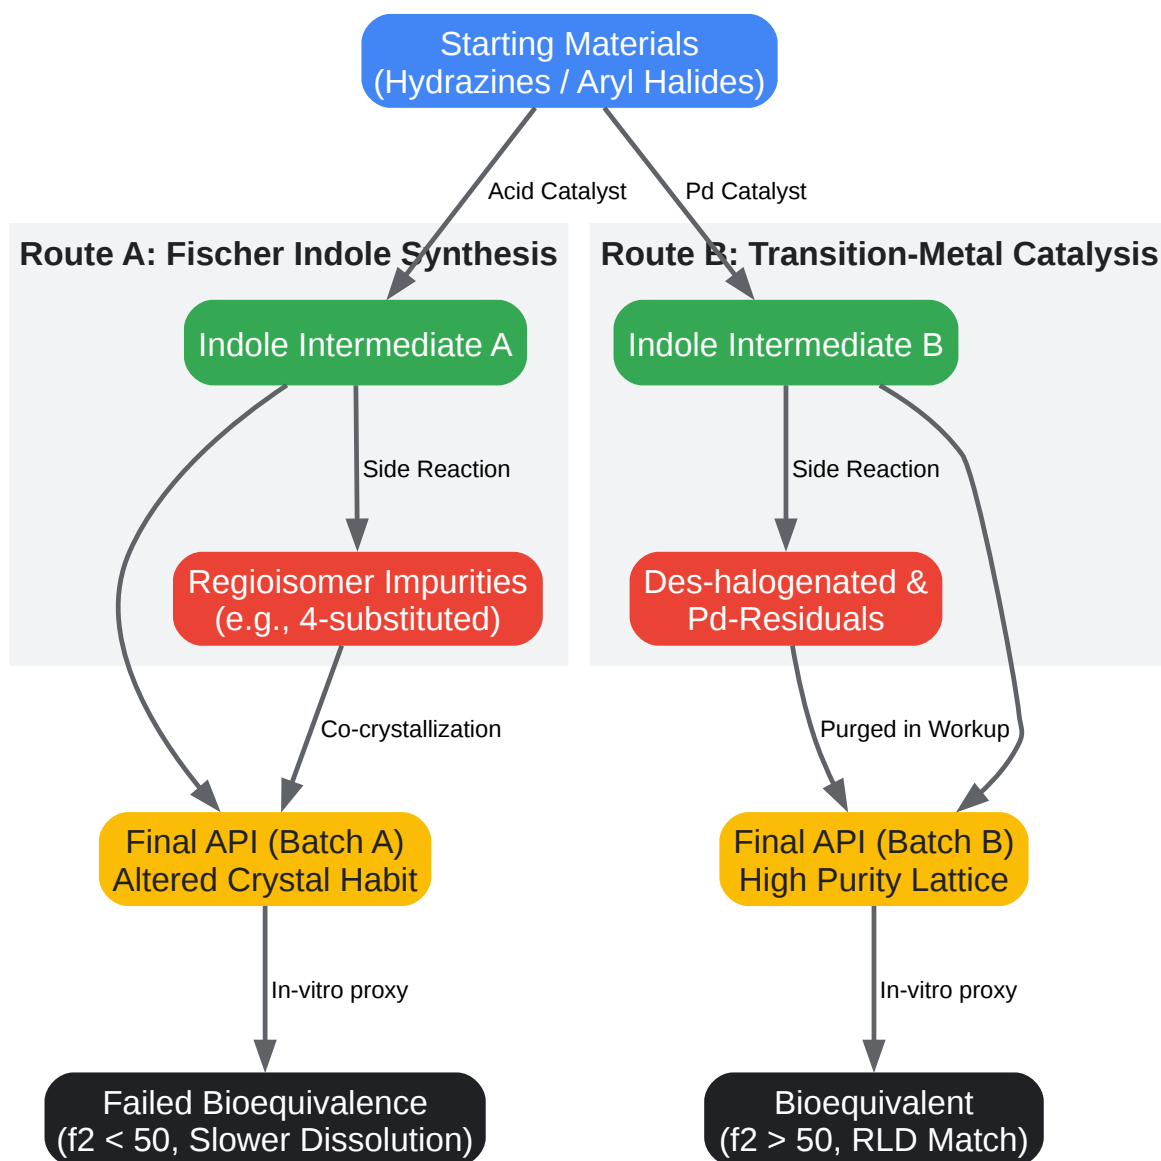 Starting Materials
(Hydrazines / Aryl Halides)
Acid Catalyst
Pd Catalyst
Route A: Fischer Indole Synthesis
Route B: Transition-Metal Catalysis
Indole Intermediate A
Indole Intermediate B
Side Reaction
Side Reaction
Regioisomer Impurities
(e.g., 4-substituted)
Des-halogenated &
Pd-Residuals
Co-crystallization
Purged in Workup
Final API (Batch A)
Altered Crystal Habit
Final API (Batch B)
High Purity Lattice
In-vitro proxy
In-vitro proxy
Failed Bioequivalence
(f2 < 50, Slower Dissolution)
Bioequivalent
(f2 > 50, RLD Match)